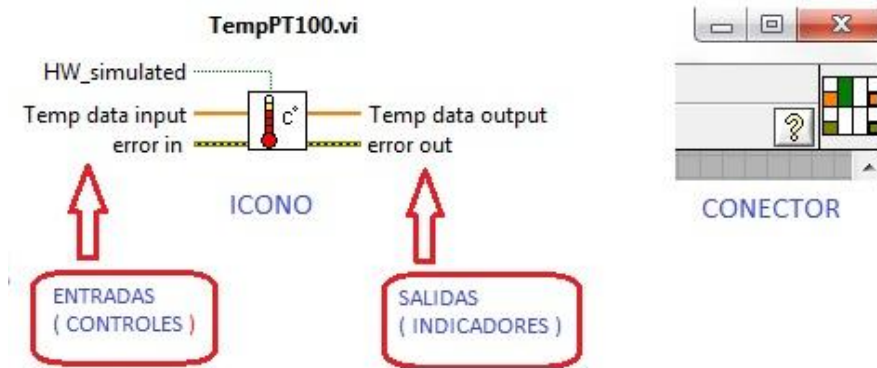 TempPT100.vi
HW_simulated
Temp data input
Temp data output
error in
error out
c°
ICONO
CONECTOR
?
ENTRADAS
( CONTROLES )
SALIDAS
( INDICADORES )